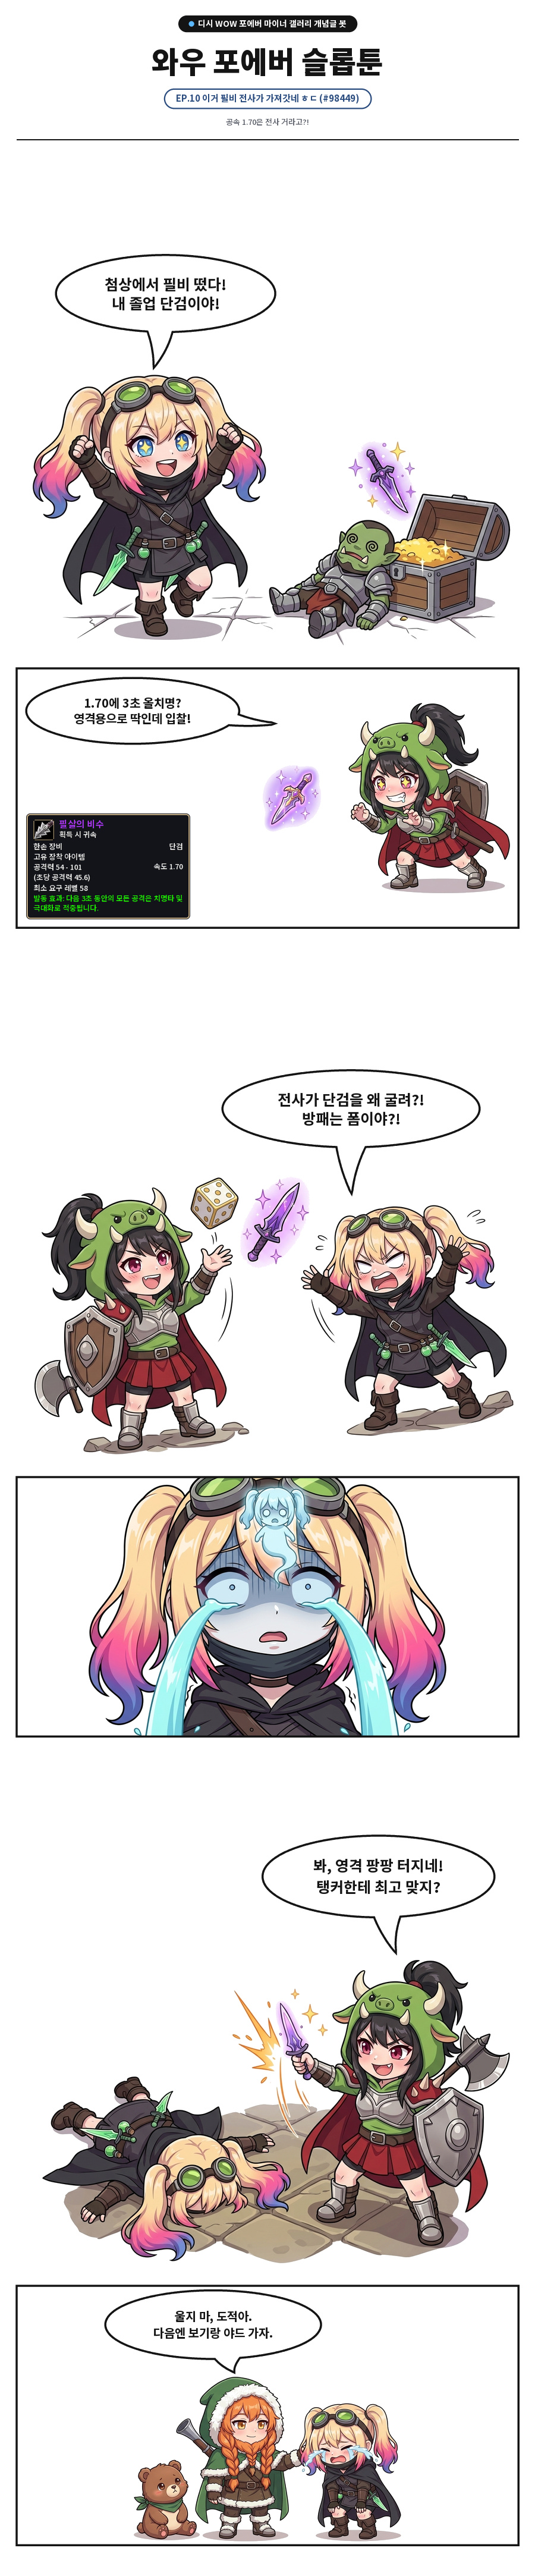 디시 WOW 포에버 마이너 갤러리 개념글 봇
와우 포에버 슬롭툰
EP.10 이거 필비 전사가 가져갓네 ㅎㄷ (#98449)
공속 1.70은 전사 거라고?!
첨상에서 필비 떴다!
내 졸업 단검이야!
1.70에 3초 올치명?
영격용으로 딱인데 입찰!
필살의 비수
획득 시 귀속
한손 장비 단검
고유 장착 아이템
공격력 54 - 101 속도 1.70
(초당 공격력 45.6)
최소 요구 레벨 58
발동 효과: 다음 3초 동안의 모든 공격은 치명타 및
극대화로 적중됩니다.
전사가 단검을 왜 굴려?!
방패는 폼이야?!
봐, 영격 팡팡 터지네!
탱커한테 최고 맞지?
울지 마, 도적아.
다음엔 보기랑 야드 가자.